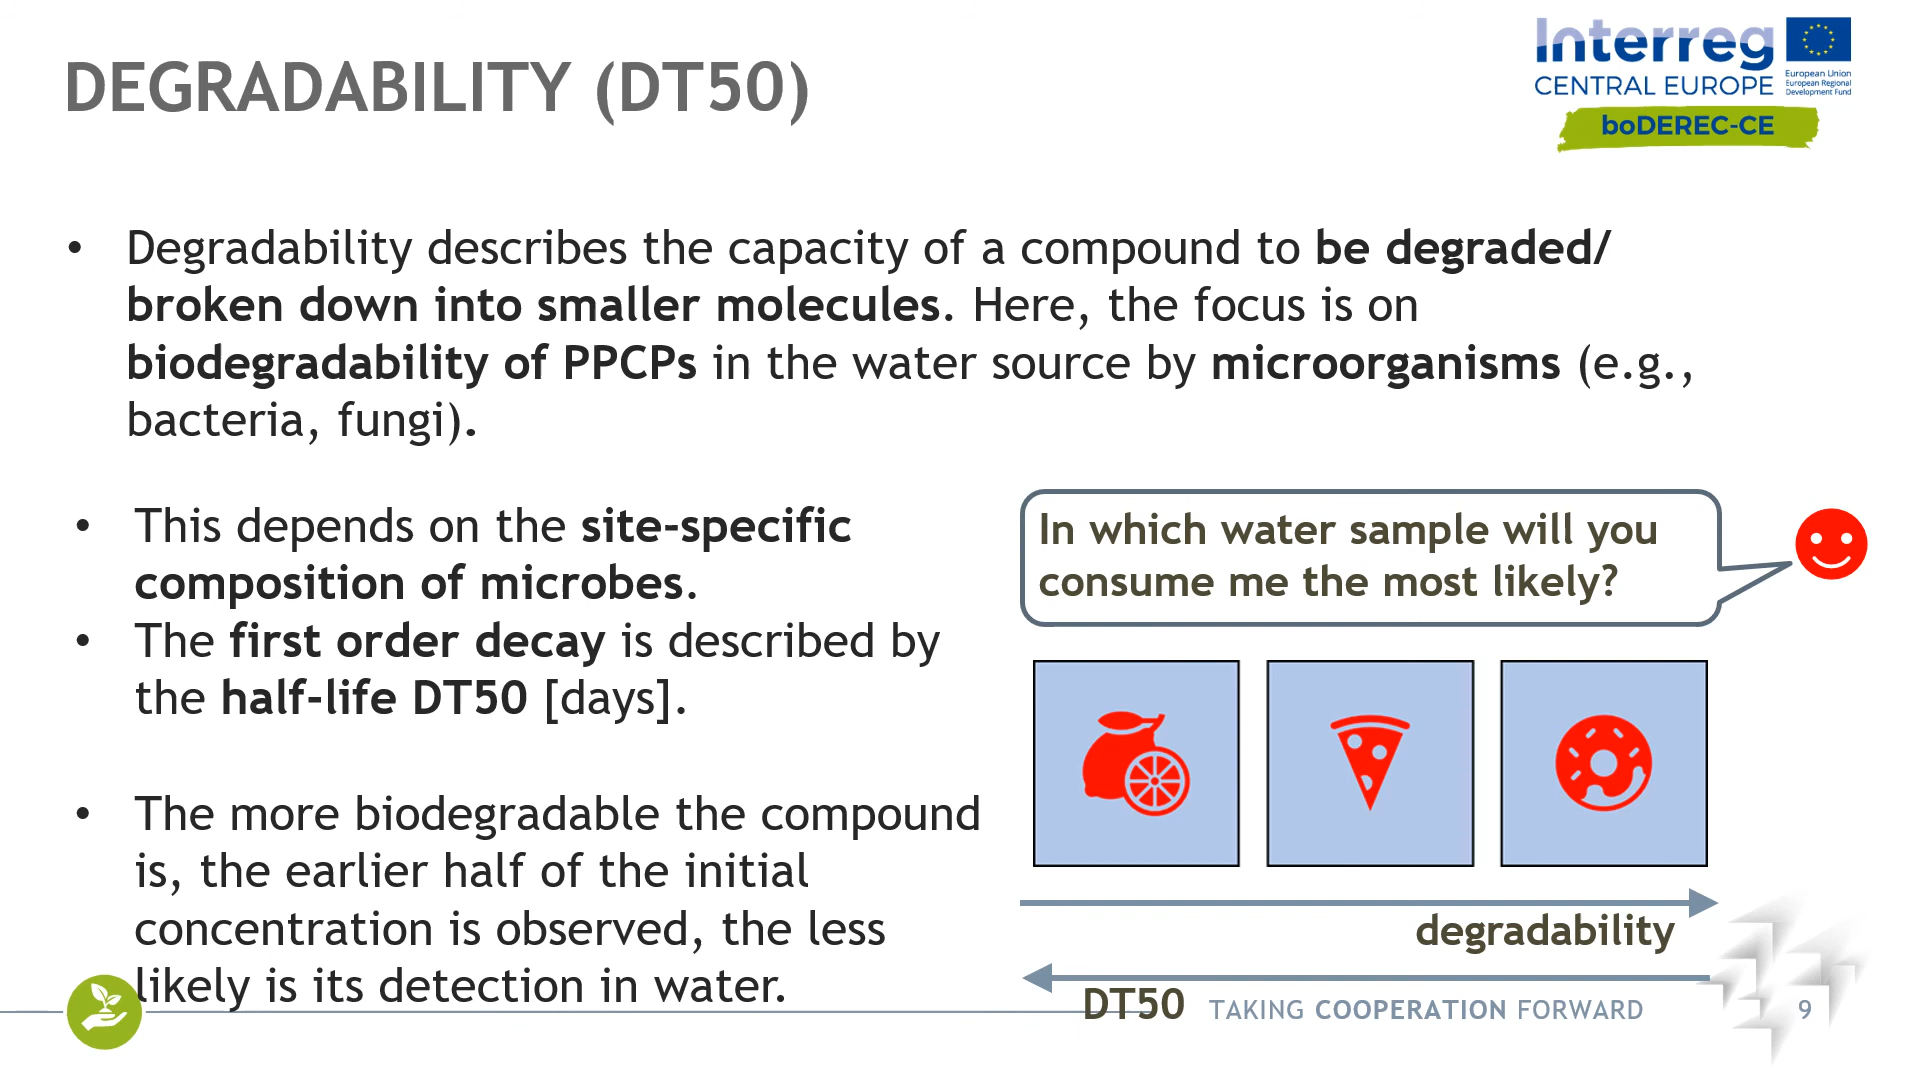 DEGRADABILITY (DT50)
Interreg
CENTRAL EUROPE
European Union
European Regional
Development Fund
boDEREC-CE
• Degradability describes the capacity of a compound to be degraded/
broken down into smaller molecules. Here, the focus is on
biodegradability of PPCPs in the water source by microorganisms (e.g.,
bacteria, fungi).
• This depends on the site-specific
composition of microbes.
• The first order decay is described by
the half-life DT50 [days].
• The more biodegradable the compound
is, the earlier half of the initial
concentration is observed, the less
likely is its detection in water.
In which water sample will you
consume me the most likely?
degradability
DT50
TAKING COOPERATION FORWARD
9